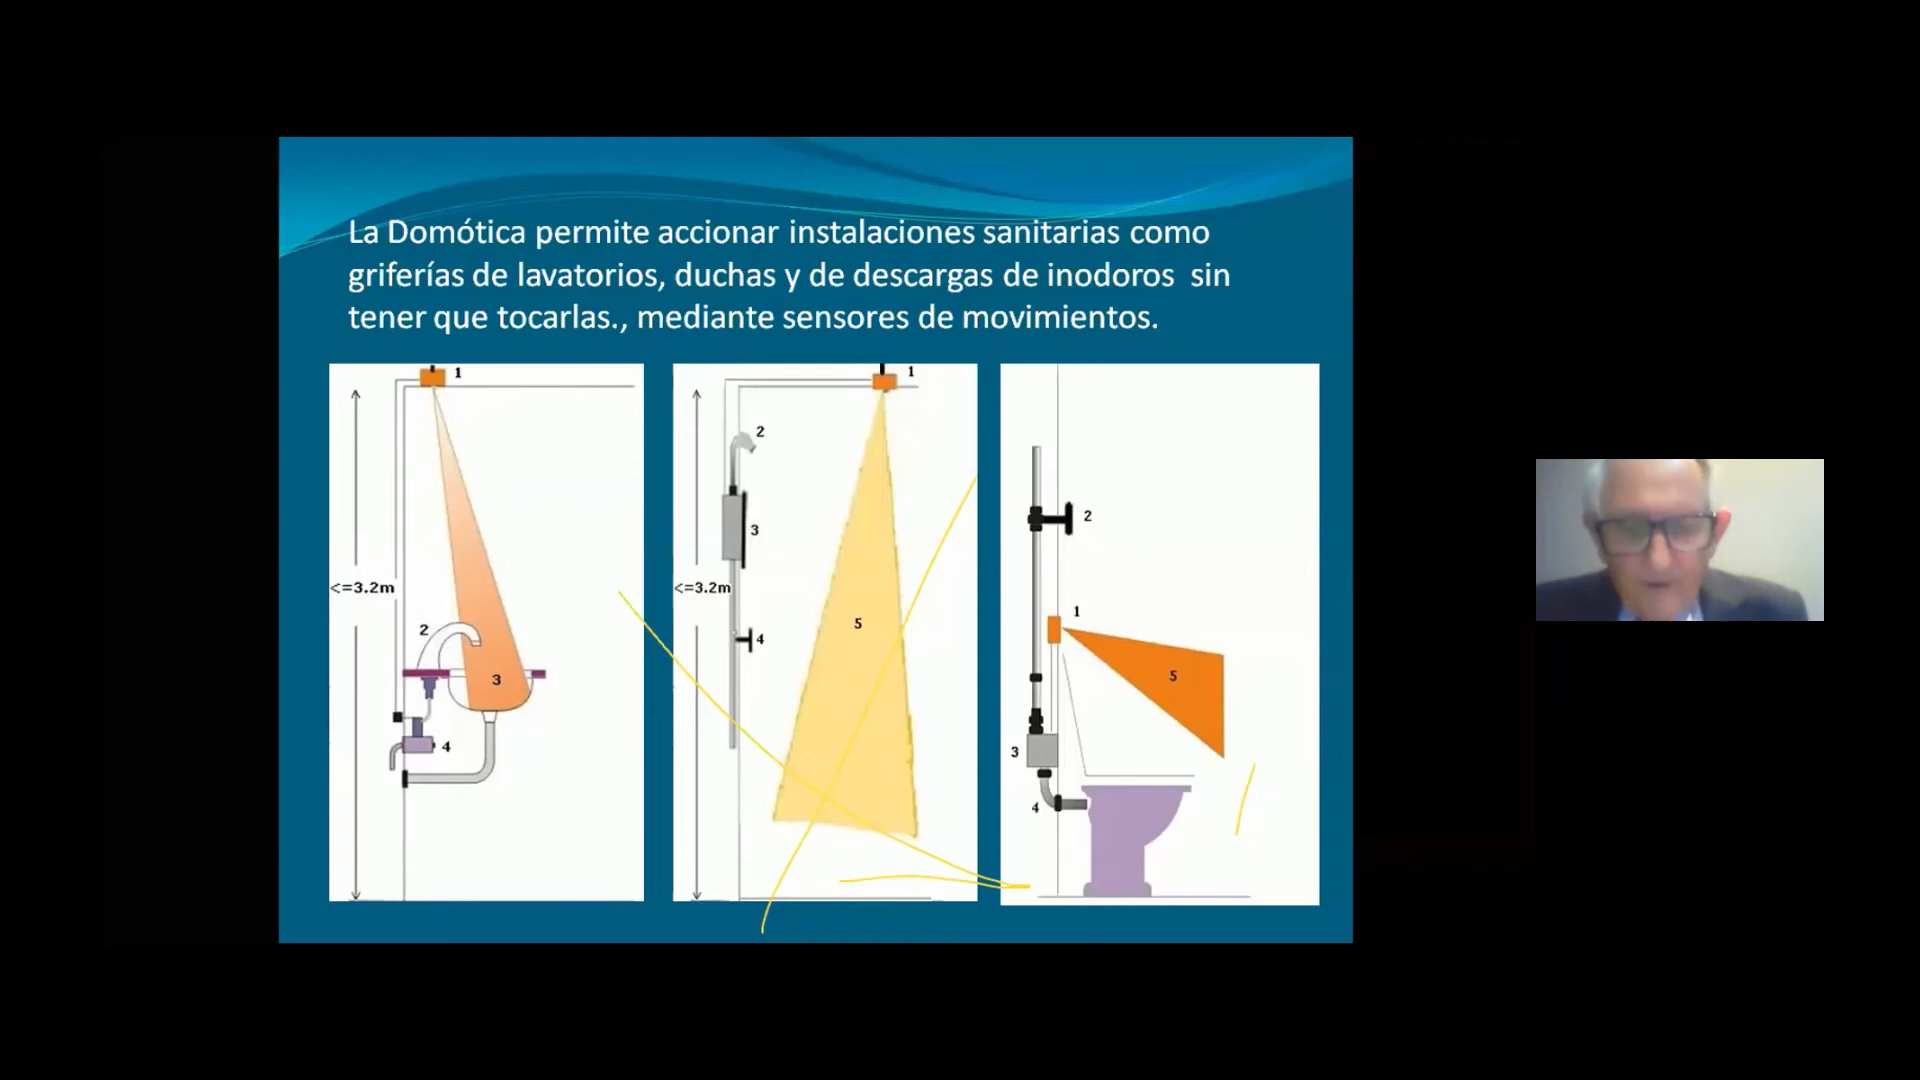 La Domótica permite accionar instalaciones sanitarias como
griferías de lavatorios, duchas y de descargas de inodoros sin
tener que tocarlas., mediante sensores de movimientos.
1
<=3.2m
2
3
4
1
2
3
<=3.2m
5
4
2
1
5
3
4